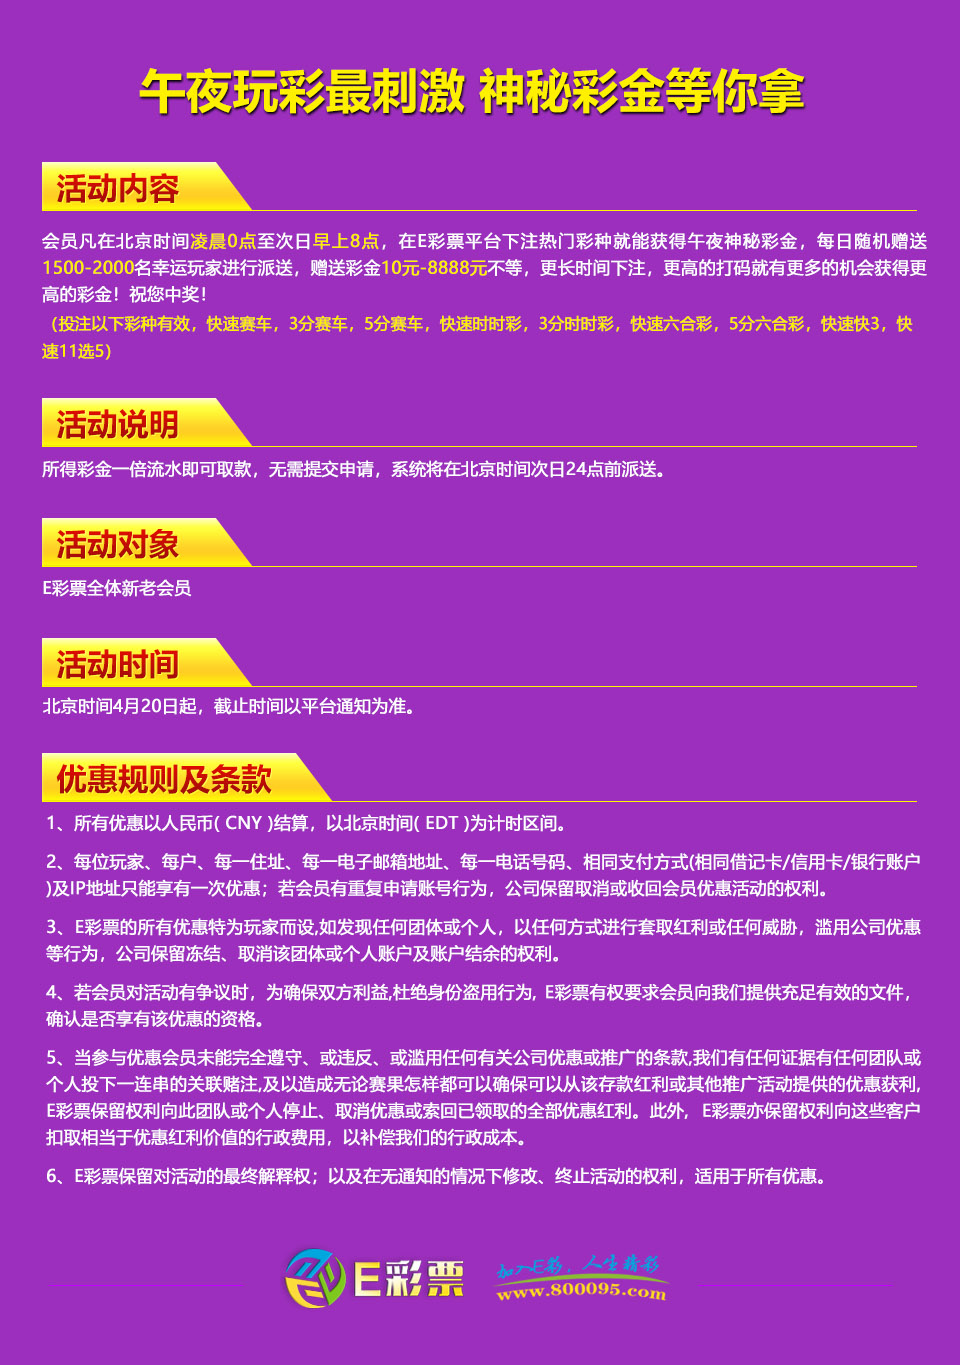 午夜玩彩最刺激 神秘彩金等你拿
活动内容
会员凡在北京时间凌晨0点至次日早上8点，在E彩票平台下注热门彩种就能获得午夜神秘彩金，每日随机赠送
1500-2000名幸运玩家进行派送，赠送彩金10元-8888元不等，更长时间下注，更高的打码就有更多的机会获得更
高的彩金！祝您中奖！
（投注以下彩种有效，快速赛车，3分赛车，5分赛车，快速时时彩，3分时时彩，快速六合彩，5分六合彩，快速快3，快
速11选5）
活动说明
所得彩金一倍流水即可取款，无需提交申请，系统将在北京时间次日24点前派送。
活动对象
E彩票全体新老会员
活动时间
北京时间4月20日起，截止时间以平台通知为准。
优惠规则及条款
1、所有优惠以人民币( CNY )结算，以北京时间( EDT )为计时区间。
2、每位玩家、每户、每一住址、每一电子邮箱地址、每一电话号码、相同支付方式(相同借记卡/信用卡/银行账户
)及IP地址只能享有一次优惠；若会员有重复申请账号行为，公司保留取消或收回会员优惠活动的权利。
3、E彩票的所有优惠特为玩家而设,如发现任何团体或个人，以任何方式进行套取红利或任何威胁，滥用公司优惠
等行为，公司保留冻结、取消该团体或个人账户及账户结余的权利。
4、若会员对活动有争议时，为确保双方利益,杜绝身份盗用行为, E彩票有权要求会员向我们提供充足有效的文件，
确认是否享有该优惠的资格。
5、当参与优惠会员未能完全遵守、或违反、或滥用任何有关公司优惠或推广的条款,我们有任何证据有任何团队或
个人投下一连串的关联赌注,及以造成无论赛果怎样都可以确保可以从该存款红利或其他推广活动提供的优惠获利,
E彩票保留权利向此团队或个人停止、取消优惠或索回已领取的全部优惠红利。此外, E彩票亦保留权利向这些客户
扣取相当于优惠红利价值的行政费用，以补偿我们的行政成本。
6、E彩票保留对活动的最终解释权；以及在无通知的情况下修改、终止活动的权利，适用于所有优惠。
E彩票
加入E彩，人生精彩
www.800095.com